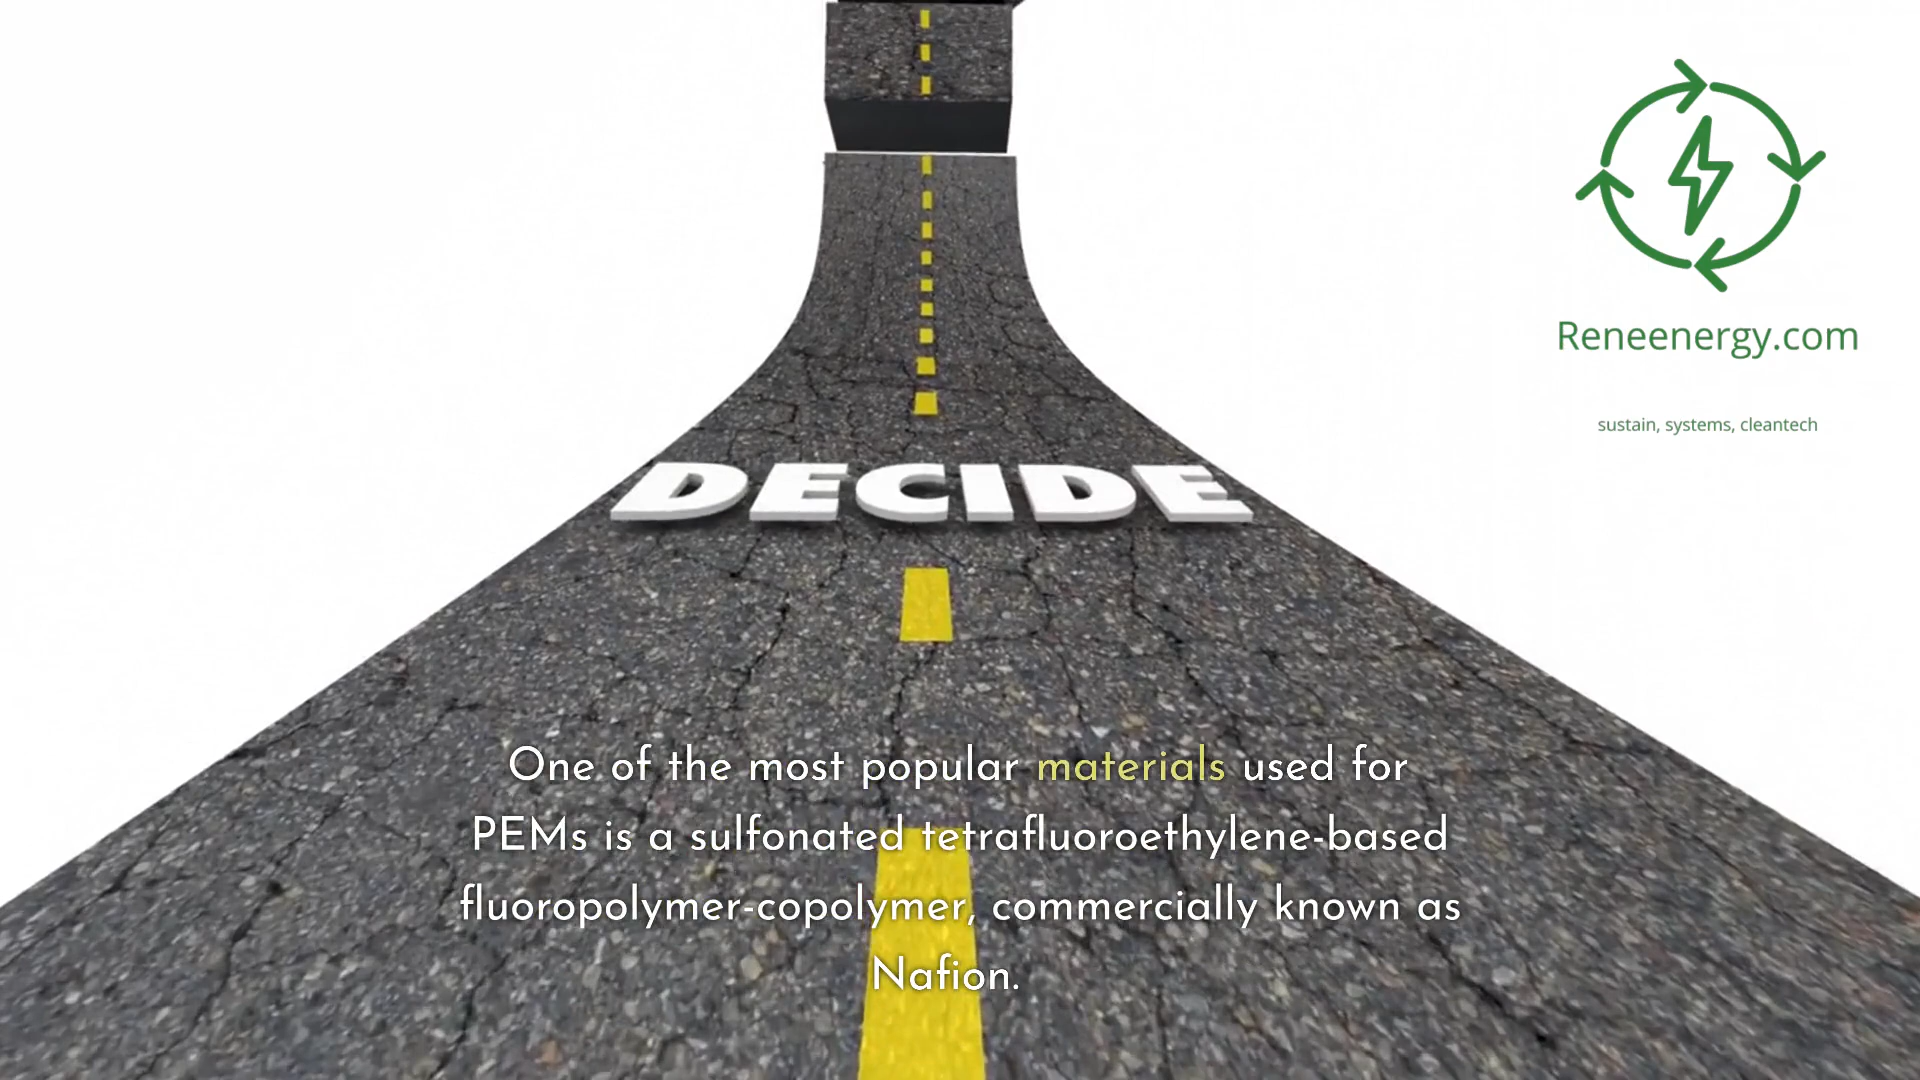 Reneenergy.com
sustain, systems, cleantech
DECIDE
One of the most popular materials used for
PEMs is a sulfonated tetrafluoroethylene-based
fluoropolymer-copolymer, commercially known as
Nafion.